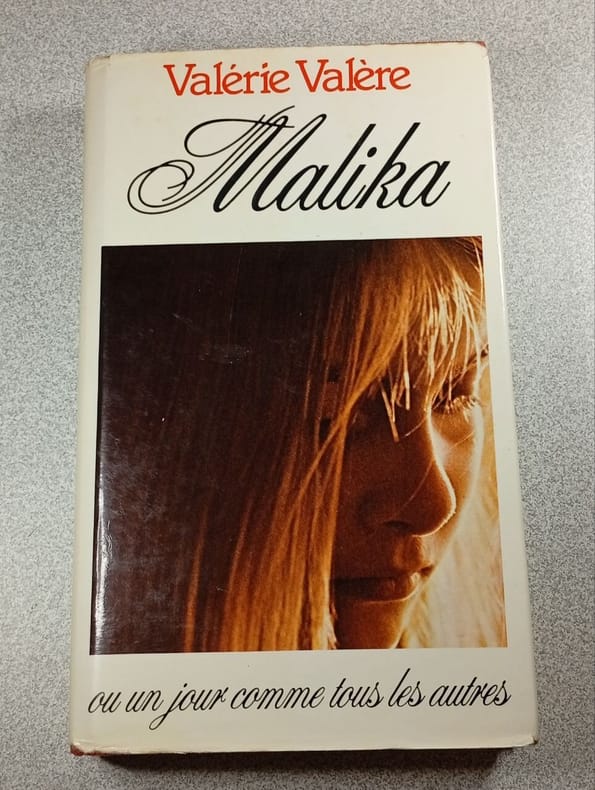 Valérie Valère
Malika
ou un jour comme tous les autres